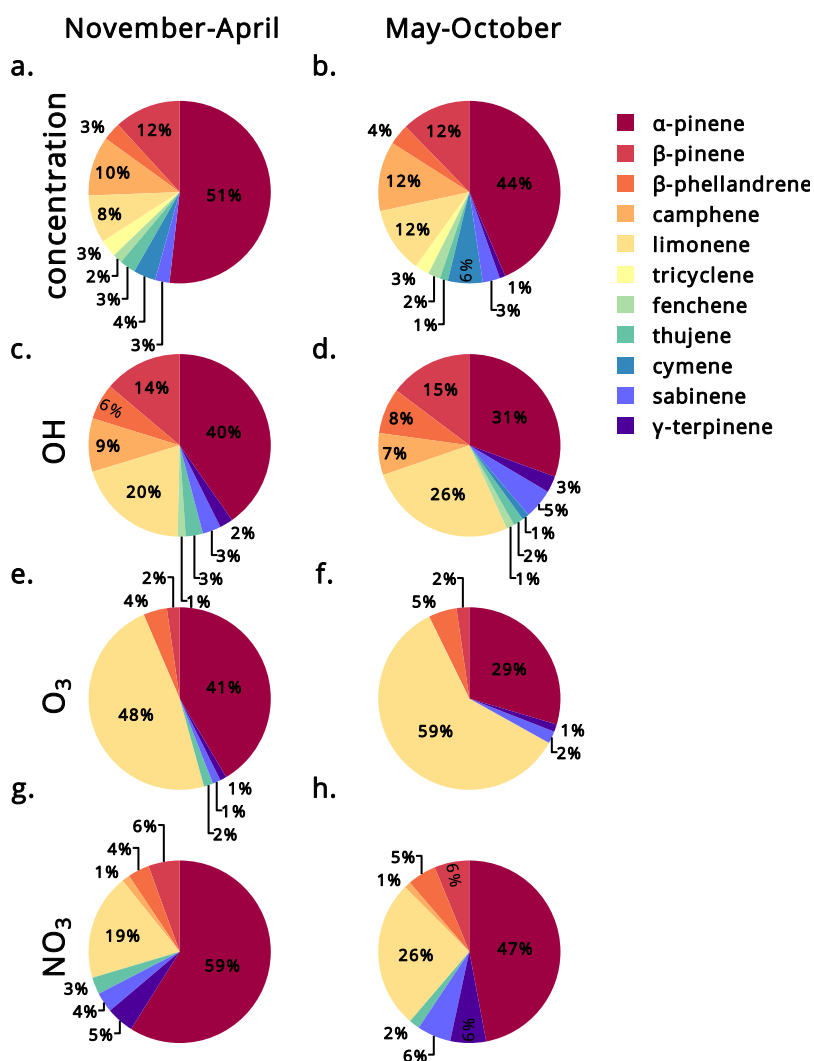 November-April
May-October
a.
b.
concentration
3%
12%
10%
51%
8%
3%
2%
3%
4%
3%
4%
12%
12%
44%
12%
3%
2%
1%
6%
3%
1%
α-pinene
β-pinene
β-phellandrene
camphene
limonene
tricyclene
fenchene
thujene
cymene
sabinene
γ-terpinene
c.
d.
OH
14%
6%
40%
9%
20%
2%
3%
3%
1%
15%
8%
31%
7%
26%
3%
5%
1%
2%
1%
e.
f.
O3
2%
4%
41%
48%
1%
1%
2%
2%
5%
29%
59%
1%
2%
g.
h.
NO3
6%
4%
1%
19%
59%
3%
4%
5%
5%
6%
1%
47%
26%
2%
6%
6%